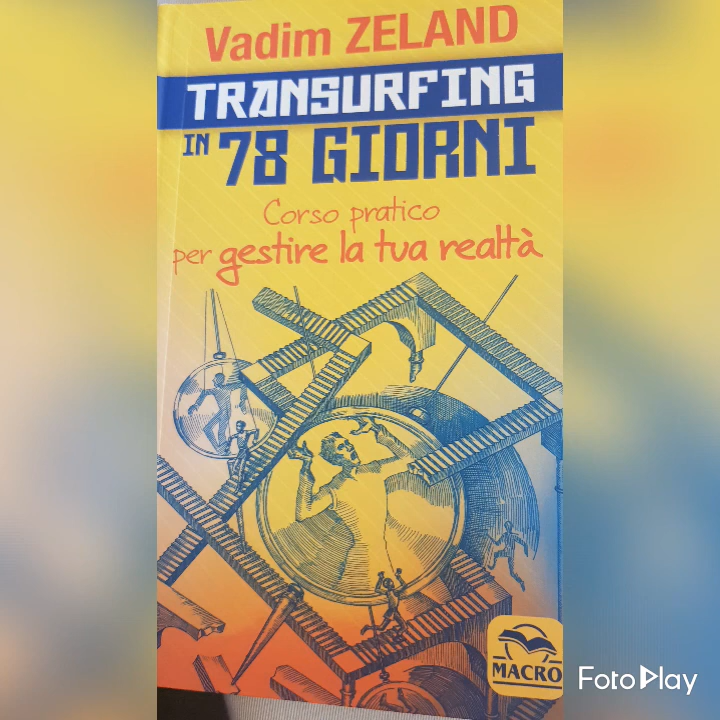 Vadim ZELAND
TRANSURFING
IN 78 GIORNI
Corso pratico
per gestire la tua realtà
MACRO
FotoPlay